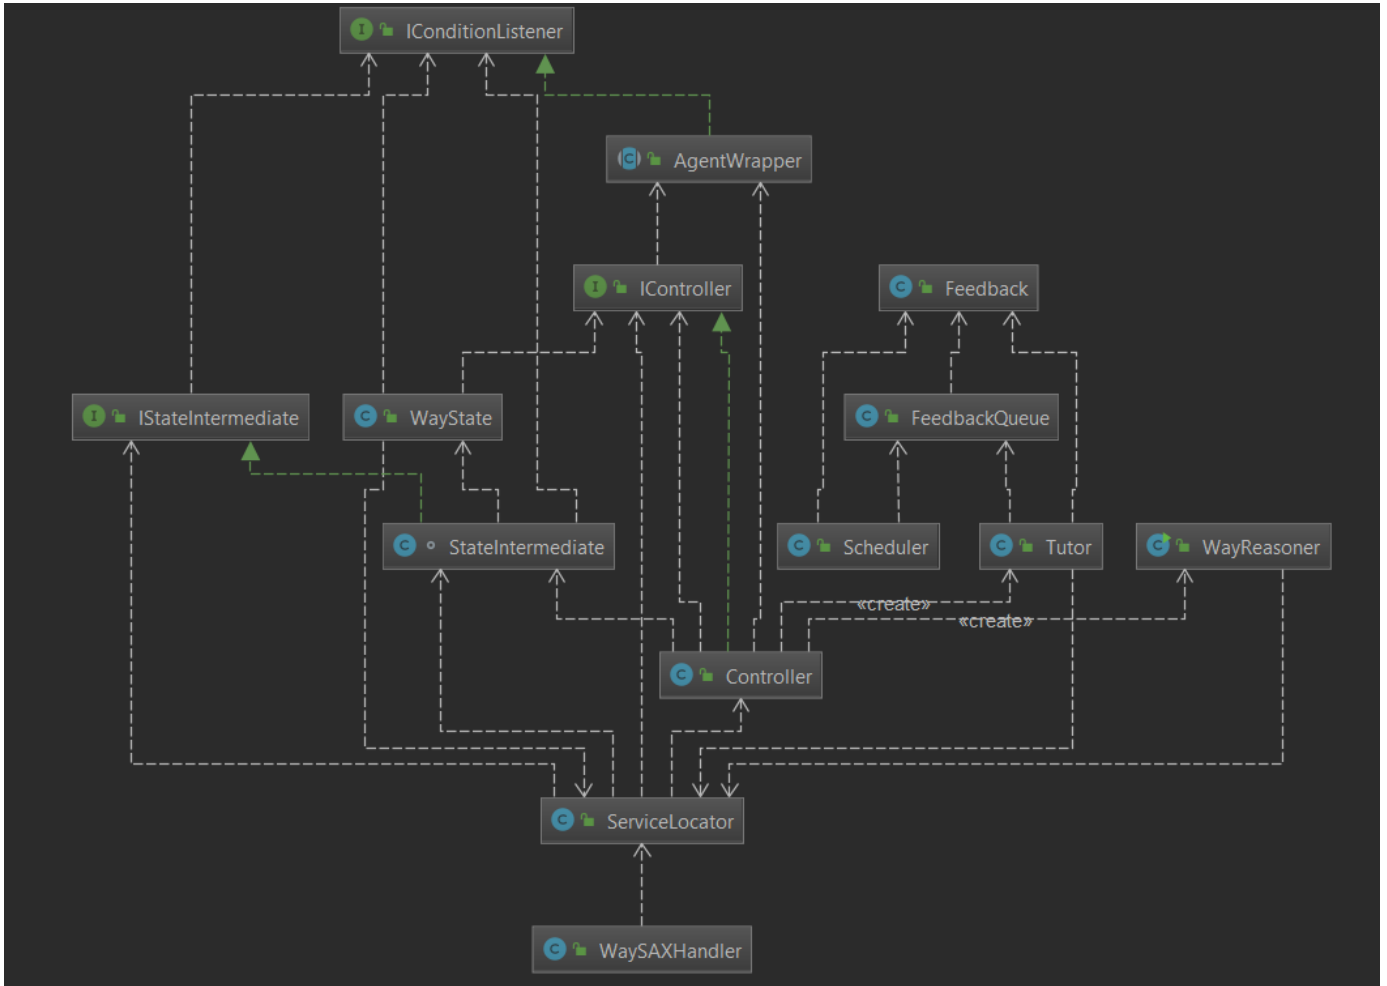 IConditionListener
AgentWrapper
IController
Feedback
IStateIntermediate
WayState
FeedbackQueue
StateIntermediate
Scheduler
Tutor
WayReasoner
«create»
«create»
Controller
ServiceLocator
WaySAXHandler